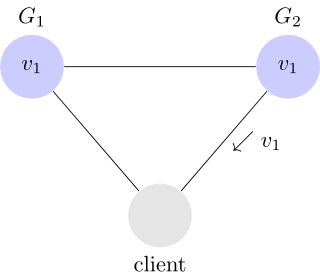 G₁ G₂
v₁ v₁
v₁
client